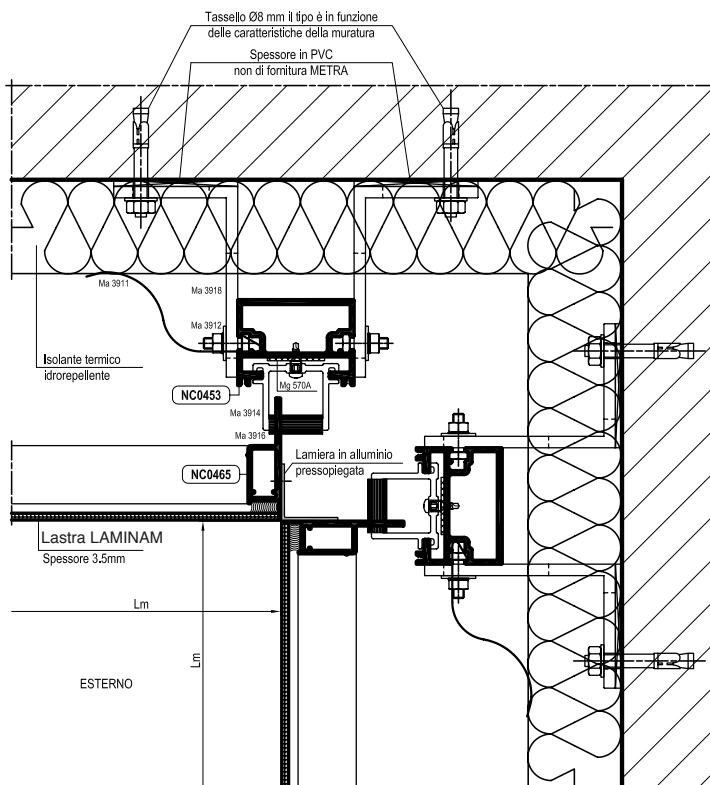 Tassello Ø8 mm il tipo è in funzione
delle caratteristiche della muratura
Spessore in PVC
non di fornitura METRA
Ma 3911
Ma 3918
Ma 3912
Isolante termico
idrorepellente
NC0453
Mg 570A
Ma 3914
Ma 3916
NC0465
Lamiera in alluminio
pressopiegata
Lastra LAMINAM
Spessore 3.5mm
Lm
Lm
ESTERNO